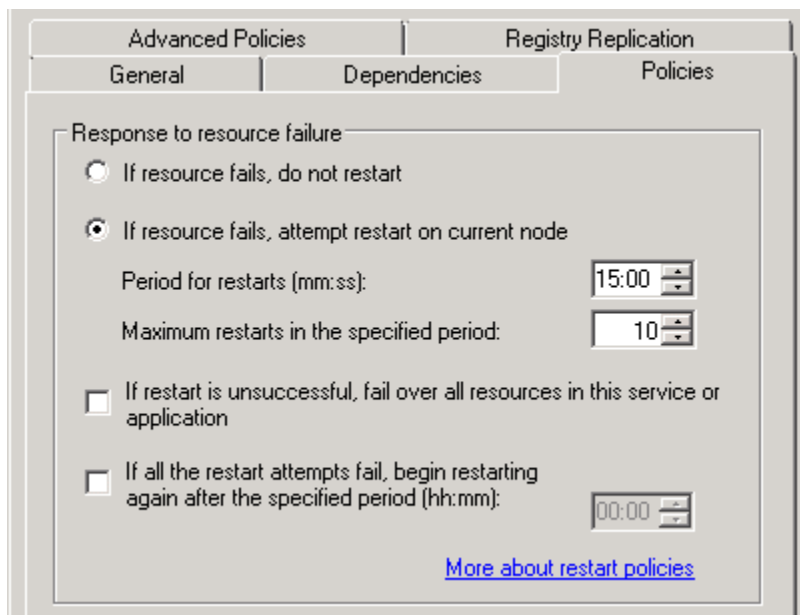 Advanced Policies
Registry Replication
General
Dependencies
Policies
Response to resource failure
If resource fails, do not restart
If resource fails, attempt restart on current node
Period for restarts (mm:ss):
15:00
Maximum restarts in the specified period:
10
If restart is unsuccessful, fail over all resources in this service or
application
If all the restart attempts fail, begin restarting
again after the specified period (hh:mm):
00:00
More about restart policies